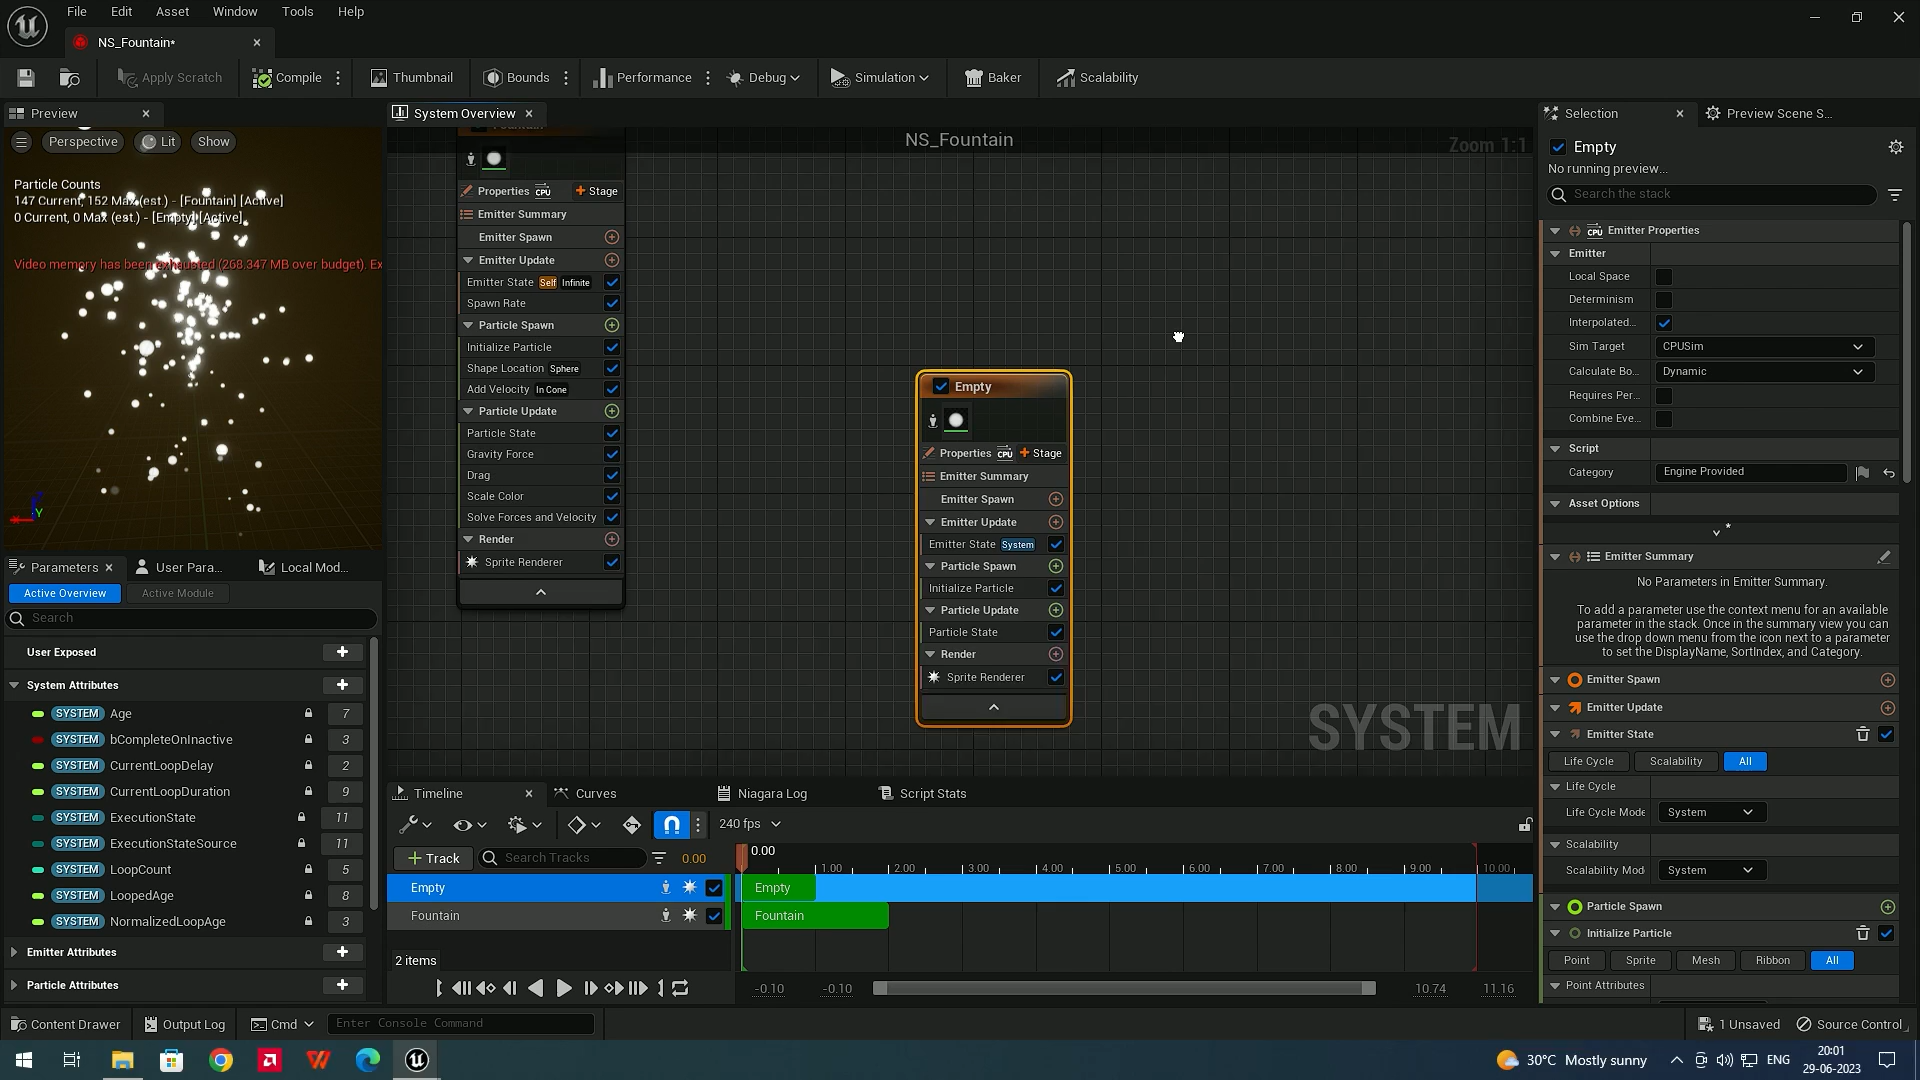 File Edit Asset Window Tools Help
NS_Fountain*
Apply Scratch Compile Thumbnail Bounds Performance Debug Simulation Baker Scalability
Preview
System Overview
Selection
Preview Scene S...
Perspective Lit Show
NS_Fountain
Zoom 1:1
Particle Counts
147 Current, 152 Max (est.) - [Fountain] [Active]
0 Current, 0 Max (est.) - [Empty] [Active]
Video memory has been exhausted (268.347 MB over budget). Ex
Fountain
Properties CPU + Stage
Emitter Summary
Emitter Spawn
Emitter Update
Emitter State Self Infinite
Spawn Rate
Particle Spawn
Initialize Particle
Shape Location Sphere
Add Velocity In Cone
Particle Update
Particle State
Gravity Force
Drag
Scale Color
Solve Forces and Velocity
Render
Sprite Renderer
Empty
Properties CPU + Stage
Emitter Summary
Emitter Spawn
Emitter Update
Emitter State System
Particle Spawn
Initialize Particle
Particle Update
Particle State
Render
Sprite Renderer
SYSTEM
Empty
No running preview...
Search the stack
CPU Emitter Properties
Emitter
Local Space
Determinism
Interpolated...
Sim Target CPUSim
Calculate Bo... Dynamic
Requires Per...
Combine Eve...
Script
Category Engine Provided
Asset Options
Emitter Summary
No Parameters in Emitter Summary.
To add a parameter use the context menu for an available
parameter in the stack. Once in the summary view you can
use the drop down menu from the icon next to a parameter
to set the DisplayName, SortIndex, and Category.
Emitter Spawn
Emitter Update
Emitter State
Life Cycle Scalability All
Life Cycle
Life Cycle Mode System
Scalability
Scalability Mod System
Particle Spawn
Initialize Particle
Point Sprite Mesh Ribbon All
Point Attributes
Parameters User Para... Local Mod...
Active Overview Active Module
Search
User Exposed
System Attributes
SYSTEM Age 7
SYSTEM bCompleteOnInactive 3
SYSTEM CurrentLoopDelay 2
SYSTEM CurrentLoopDuration 9
SYSTEM ExecutionState 11
SYSTEM ExecutionStateSource 11
SYSTEM LoopCount 5
SYSTEM LoopedAge 8
SYSTEM NormalizedLoopAge 3
Emitter Attributes
Particle Attributes
Timeline Curves Niagara Log Script Stats
240 fps
+ Track Search Tracks 0.00
0.00
1.00 2.00 3.00 4.00 5.00 6.00 7.00 8.00 9.00 10.00
Empty Empty
Fountain Fountain
2 items
-0.10 -0.10 10.74 11.16
Content Drawer Output Log Cmd Enter Console Command 1 Unsaved Source Control
30°C Mostly sunny ENG
20:01
29-06-2023